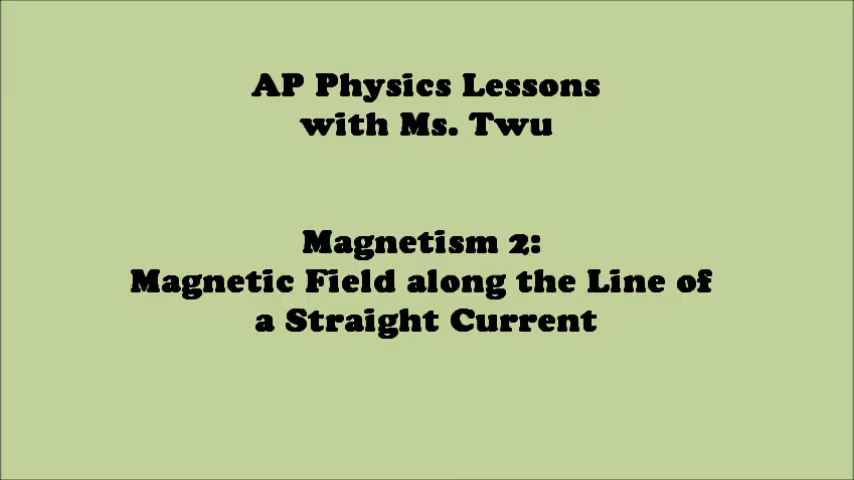 AP Physics Lessons
with Ms. Twu
Magnetism 2:
Magnetic Field along the Line of
a Straight Current